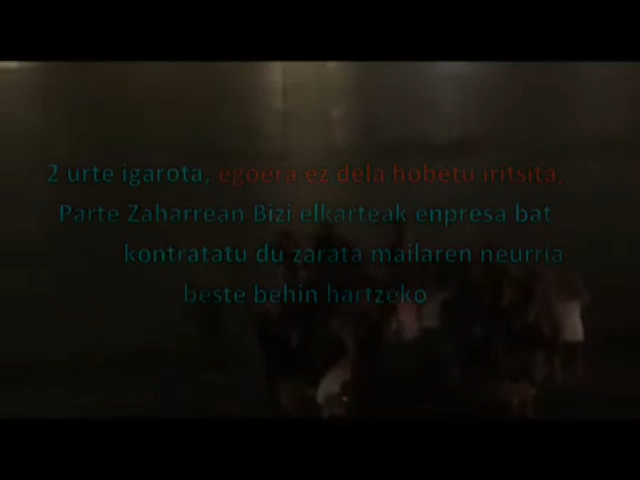 2 urte igarota, egoera ez dela hobetu iritsita,
Parte Zaharrean Bizi elkarteak enpresa bat
kontratatu du zarata mailaren neurria
beste behin hartzeko